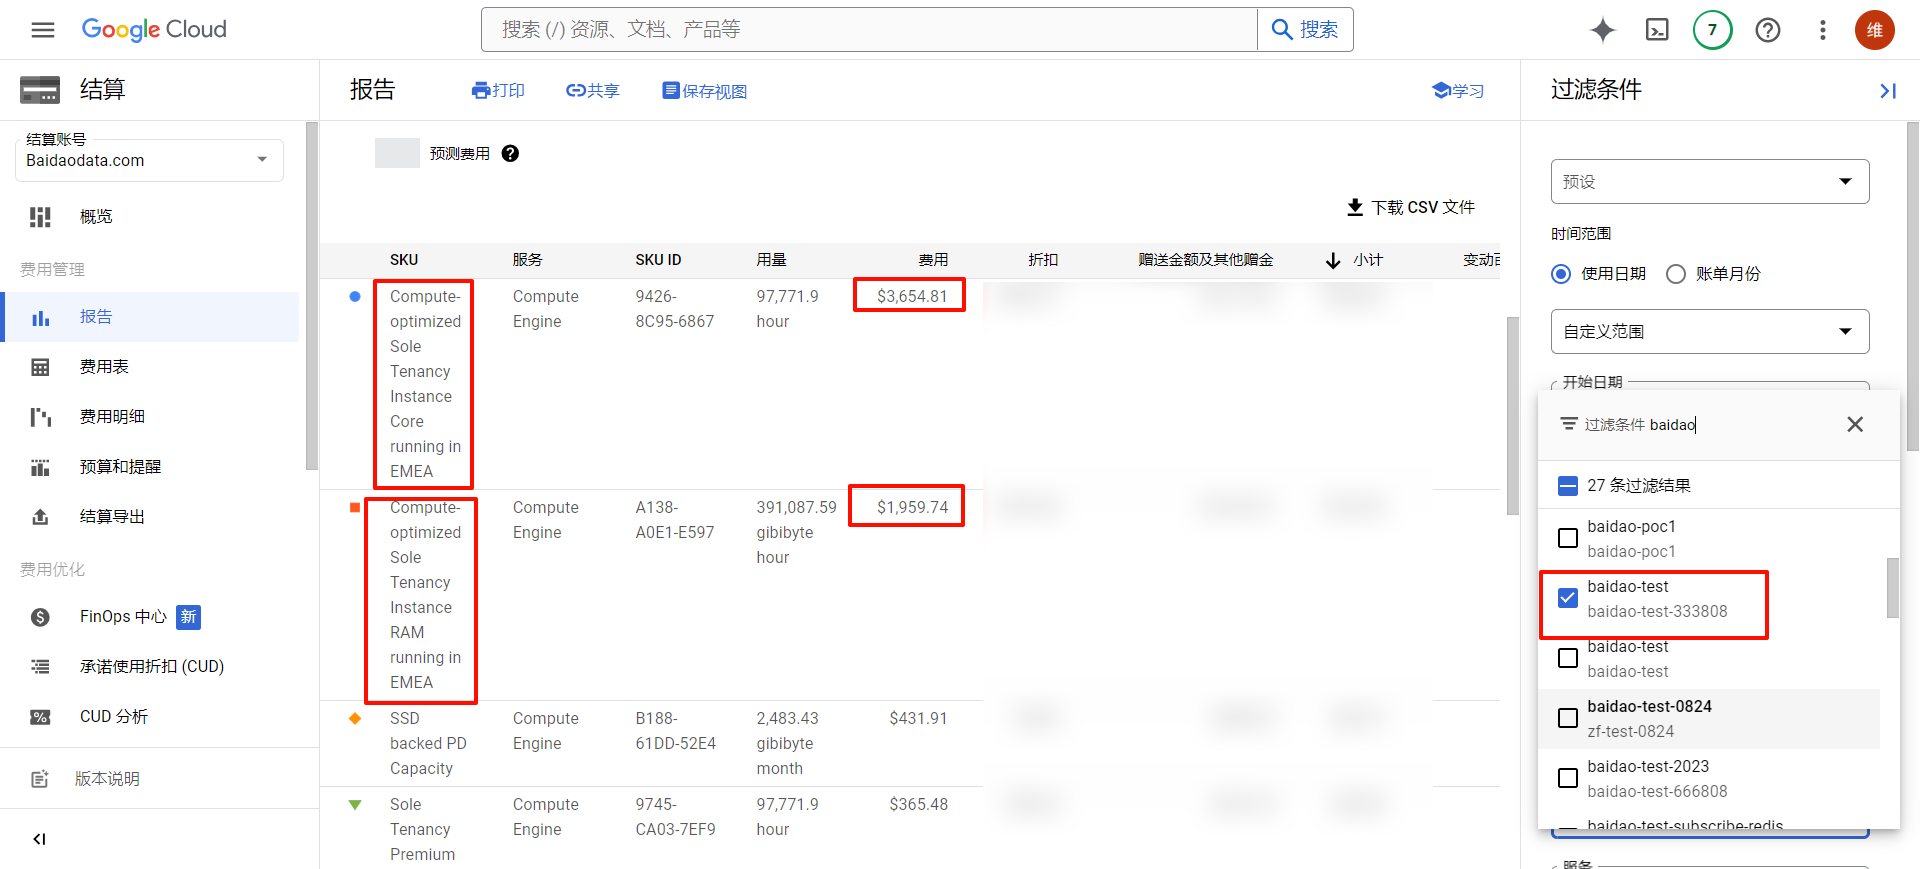 Google Cloud
搜索 (/) 资源、文档、产品等
搜索
7
维
结算
报告
打印
共享
保存视图
学习
过滤条件
结算账号
Baidaodata.com
概览
费用管理
报告
费用表
费用明细
预算和提醒
结算导出
费用优化
FinOps 中心 新
承诺使用折扣 (CUD)
CUD 分析
版本说明
预测费用
下载 CSV 文件
SKU 服务 SKU ID 用量 费用 折扣 赠送金额及其他赠金 小计
Compute- Compute 9426- 97,771.9 $3,654.81
optimized Engine 8C95-6867 hour
Sole
Tenancy
Instance
Core
running in
EMEA
Compute- Compute A138- 391,087.59 $1,959.74
optimized Engine A0E1-E597 gibibyte
Sole hour
Tenancy
Instance
RAM
running in
EMEA
SSD Compute B188- 2,483.43 $431.91
backed PD Engine 61DD-52E4 gibibyte
Capacity month
Sole Compute 9745- 97,771.9 $365.48
Tenancy Engine CA03-7EF9 hour
Premium
预设
时间范围
使用日期 账单月份
自定义范围
开始日期
过滤条件 baidao
27 条过滤结果
baidao-poc1
baidao-poc1
baidao-test
baidao-test-333808
baidao-test
baidao-test
baidao-test-0824
zf-test-0824
baidao-test-2023
baidao-test-666808
baidao-test-subscribe-redis
服务